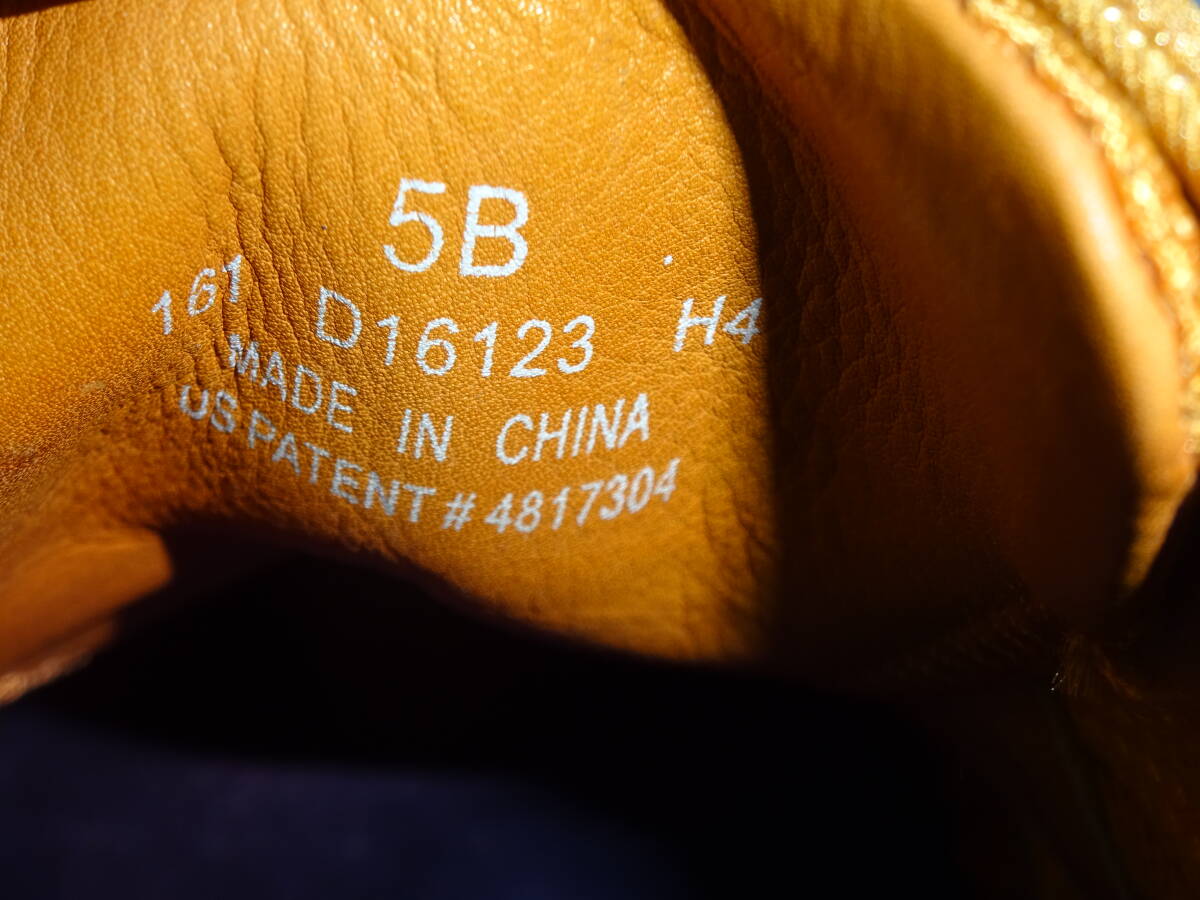 5B
161 D16123 H4
MADE IN CHINA
US PATENT # 4817304